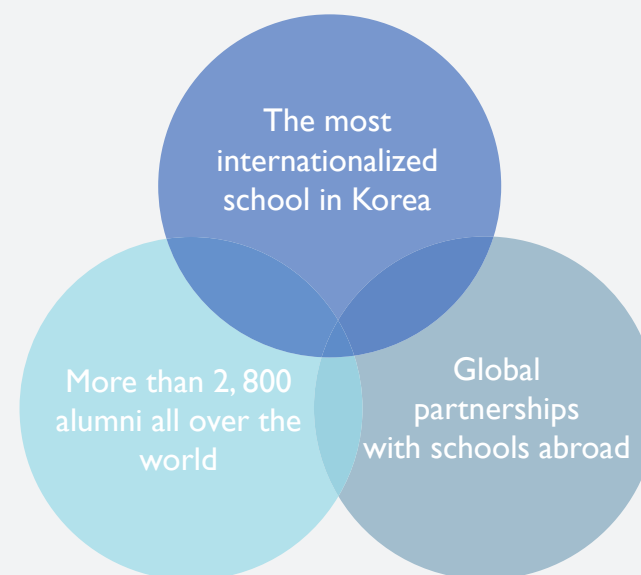 The most
internationalized
school in Korea
More than 2, 800
alumni all over the
world
Global
partnerships
with schools abroad